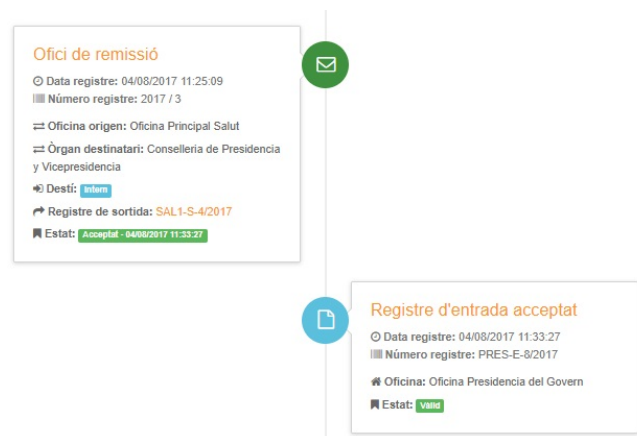 Ofici de remissió
Data registre: 04/08/2017 11:25:09
Número registre: 2017 / 3
Oficina origen: Oficina Principal Salut
Òrgan destinatari: Conselleria de Presidencia
y Vicepresidencia
Destí: Intern
Registre de sortida: SAL1-S-4/2017
Estat: Acceptat - 04/08/2017 11:33:27
Registre d'entrada acceptat
Data registre: 04/08/2017 11:33:27
Número registre: PRES-E-8/2017
Oficina: Oficina Presidencia del Govern
Estat: Vàlid